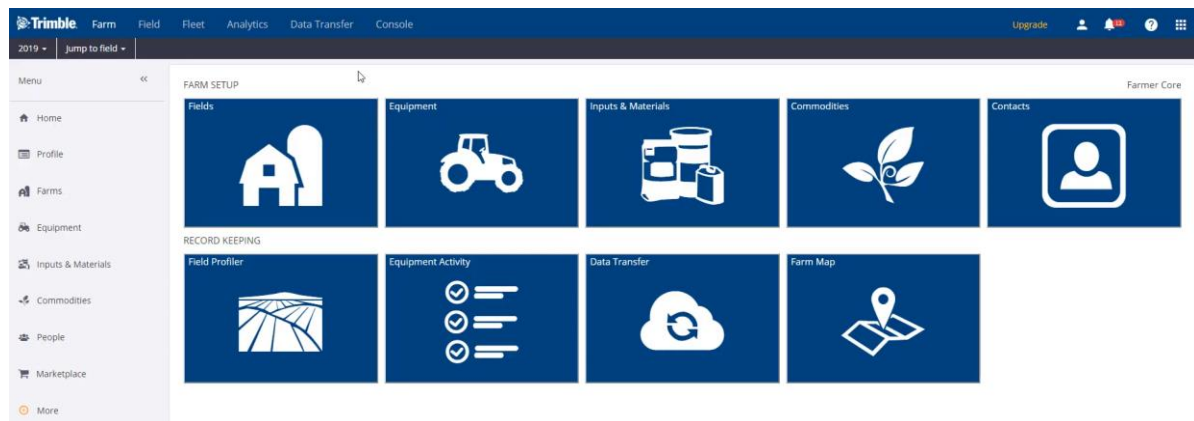 Trimble. Farm Field Fleet Analytics Data Transfer Console Upgrade
2019 Jump to field
Menu
Home
Profile
Farms
Equipment
Inputs & Materials
Commodities
People
Marketplace
More
FARM SETUP Farmer Core
Fields Equipment Inputs & Materials Commodities Contacts
RECORD KEEPING
Field Profiler Equipment Activity Data Transfer Farm Map